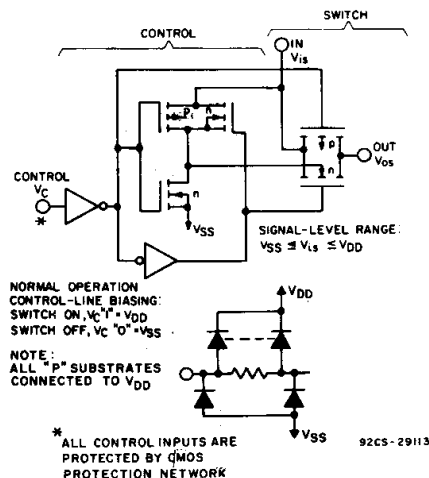 CONTROL
SWITCH
IN
Vis
p
n
p
n
OUT
Vos
CONTROL
VC
*
n
VSS
SIGNAL-LEVEL RANGE:
VSS ≤ Vis ≤ VDD
NORMAL OPERATION
CONTROL-LINE BIASING:
SWITCH ON, VC "1"=VDD
SWITCH OFF, VC "0"=VSS
NOTE:
ALL "P" SUBSTRATES
CONNECTED TO VDD
VDD
VSS
* ALL CONTROL INPUTS ARE
PROTECTED BY CMOS
PROTECTION NETWORK
92CS-29113